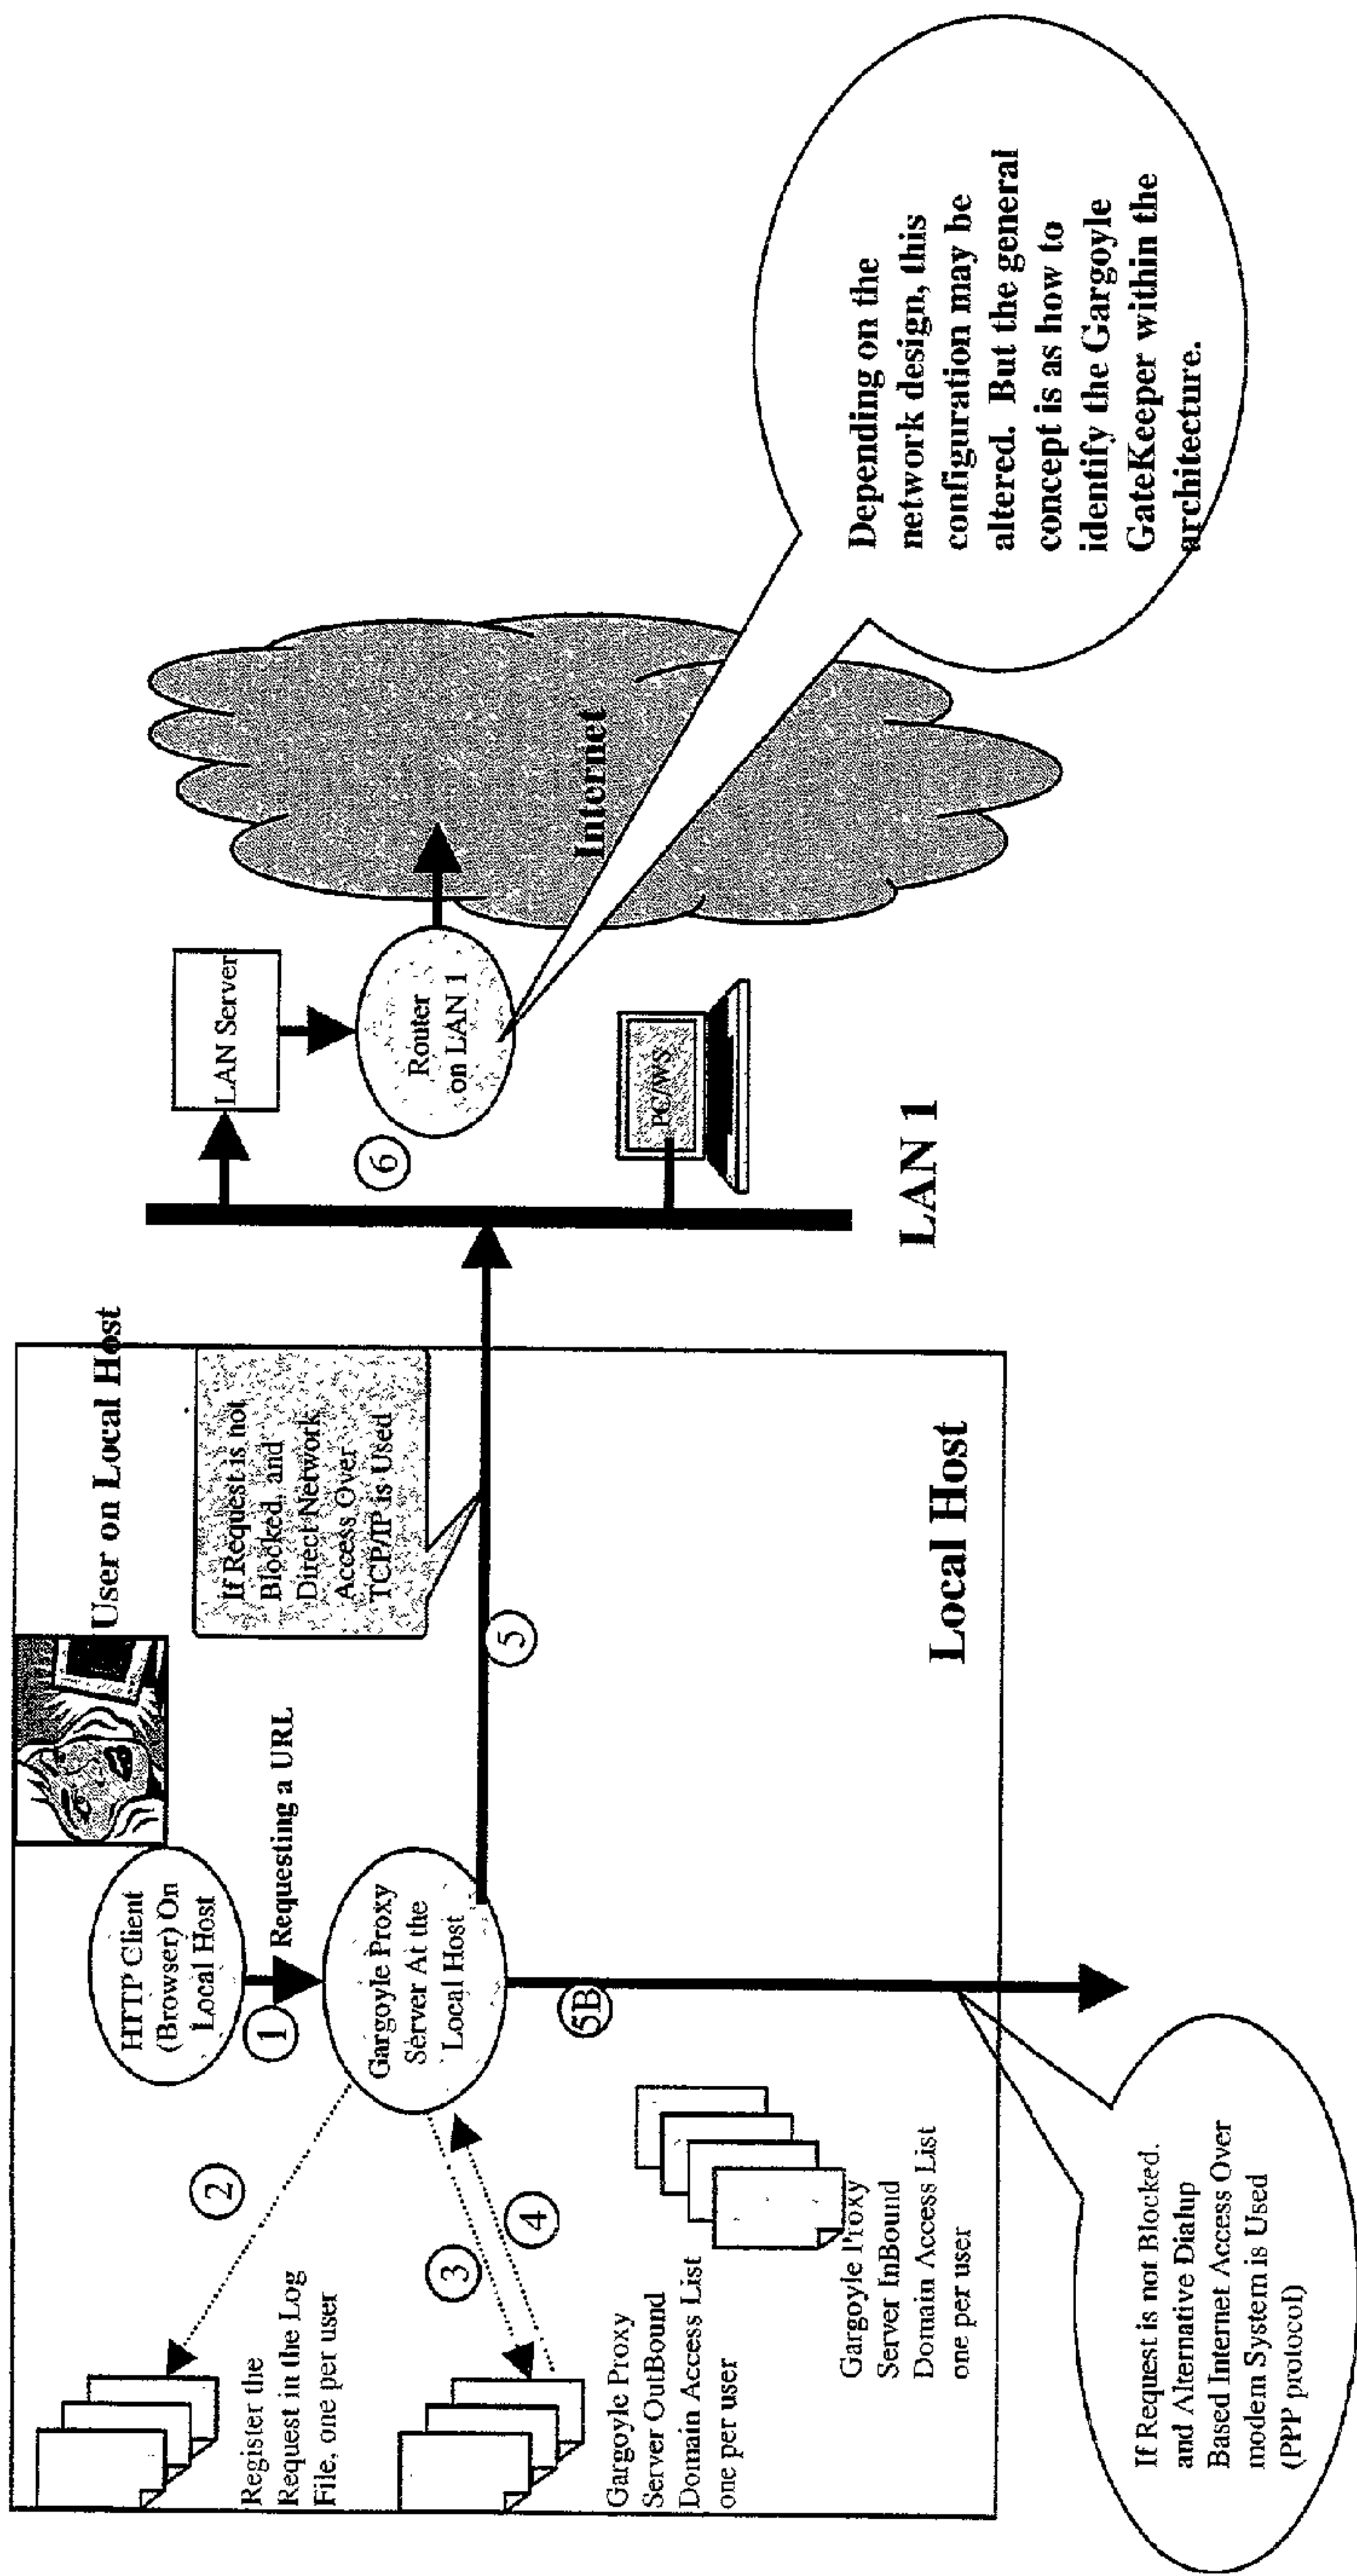 User on Local Host
HTTP Client
(Browser) On
Local Host
1
Requesting a URL
Gargoyle Proxy
Server At the
Local Host
2
Register the
Request in the Log
File, one per user
3
4
Gargoyle Proxy
Server OutBound
Domain Access List
one per user
Gargoyle Proxy
Server InBound
Domain Access List
one per user
If Request is not
Blocked, and
Direct Network
Access Over
TCP/IP is Used
5
5B
Local Host
If Request is not Blocked.
and Alternative Dialup
Based Internet Access Over
modem System is Used
(PPP protocol)
LAN Server
6
Router
on LAN 1
PC/WS
LAN 1
Internet
Depending on the
network design, this
configuration may be
altered. But the general
concept is as how to
identify the Gargoyle
GateKeeper within the
architecture.